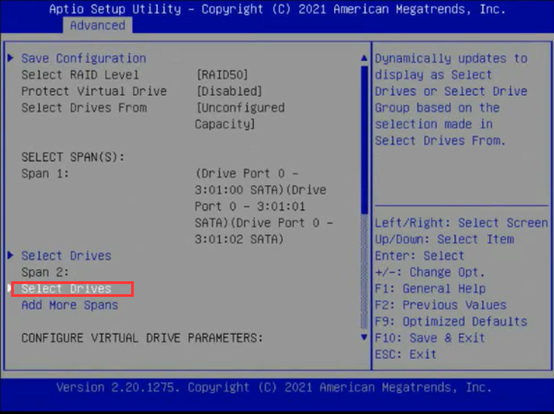 Aptio Setup Utility - Copyright (C) 2021 American Megatrends, Inc.
Advanced
Save Configuration
Select RAID Level [RAID50]
Protect Virtual Drive [Disabled]
Select Drives From [Unconfigured
Capacity]
SELECT SPAN(S):
Span 1: (Drive Port 0 -
3:01:00 SATA)(Drive
Port 0 - 3:01:01
SATA)(Drive Port 0 -
3:01:02 SATA)
Select Drives
Span 2:
Select Drives
Add More Spans
CONFIGURE VIRTUAL DRIVE PARAMETERS:
Dynamically updates to
display as Select
Drives or Select Drive
Group based on the
selection made in
Select Drives From.
Left/Right: Select Screen
Up/Down: Select Item
Enter: Select
+/-: Change Opt.
F1: General Help
F2: Previous Values
F9: Optimized Defaults
F10: Save & Exit
ESC: Exit
Version 2.20.1275. Copyright (C) 2021 American Megatrends, Inc.